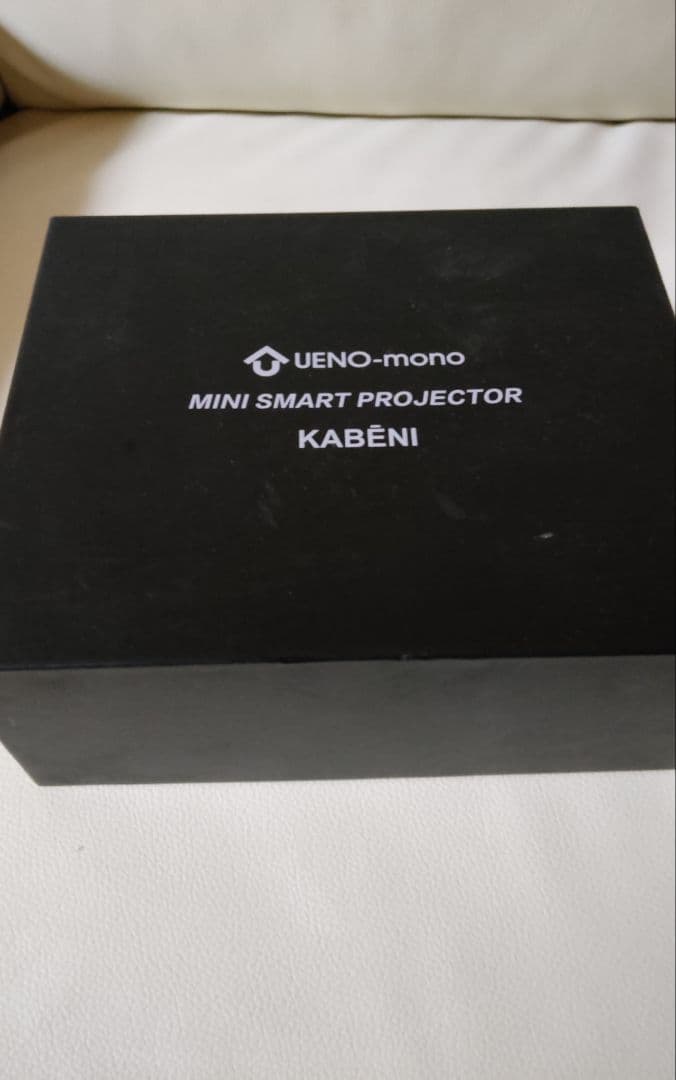 UENO-mono
MINI SMART PROJECTOR
KABĒNI